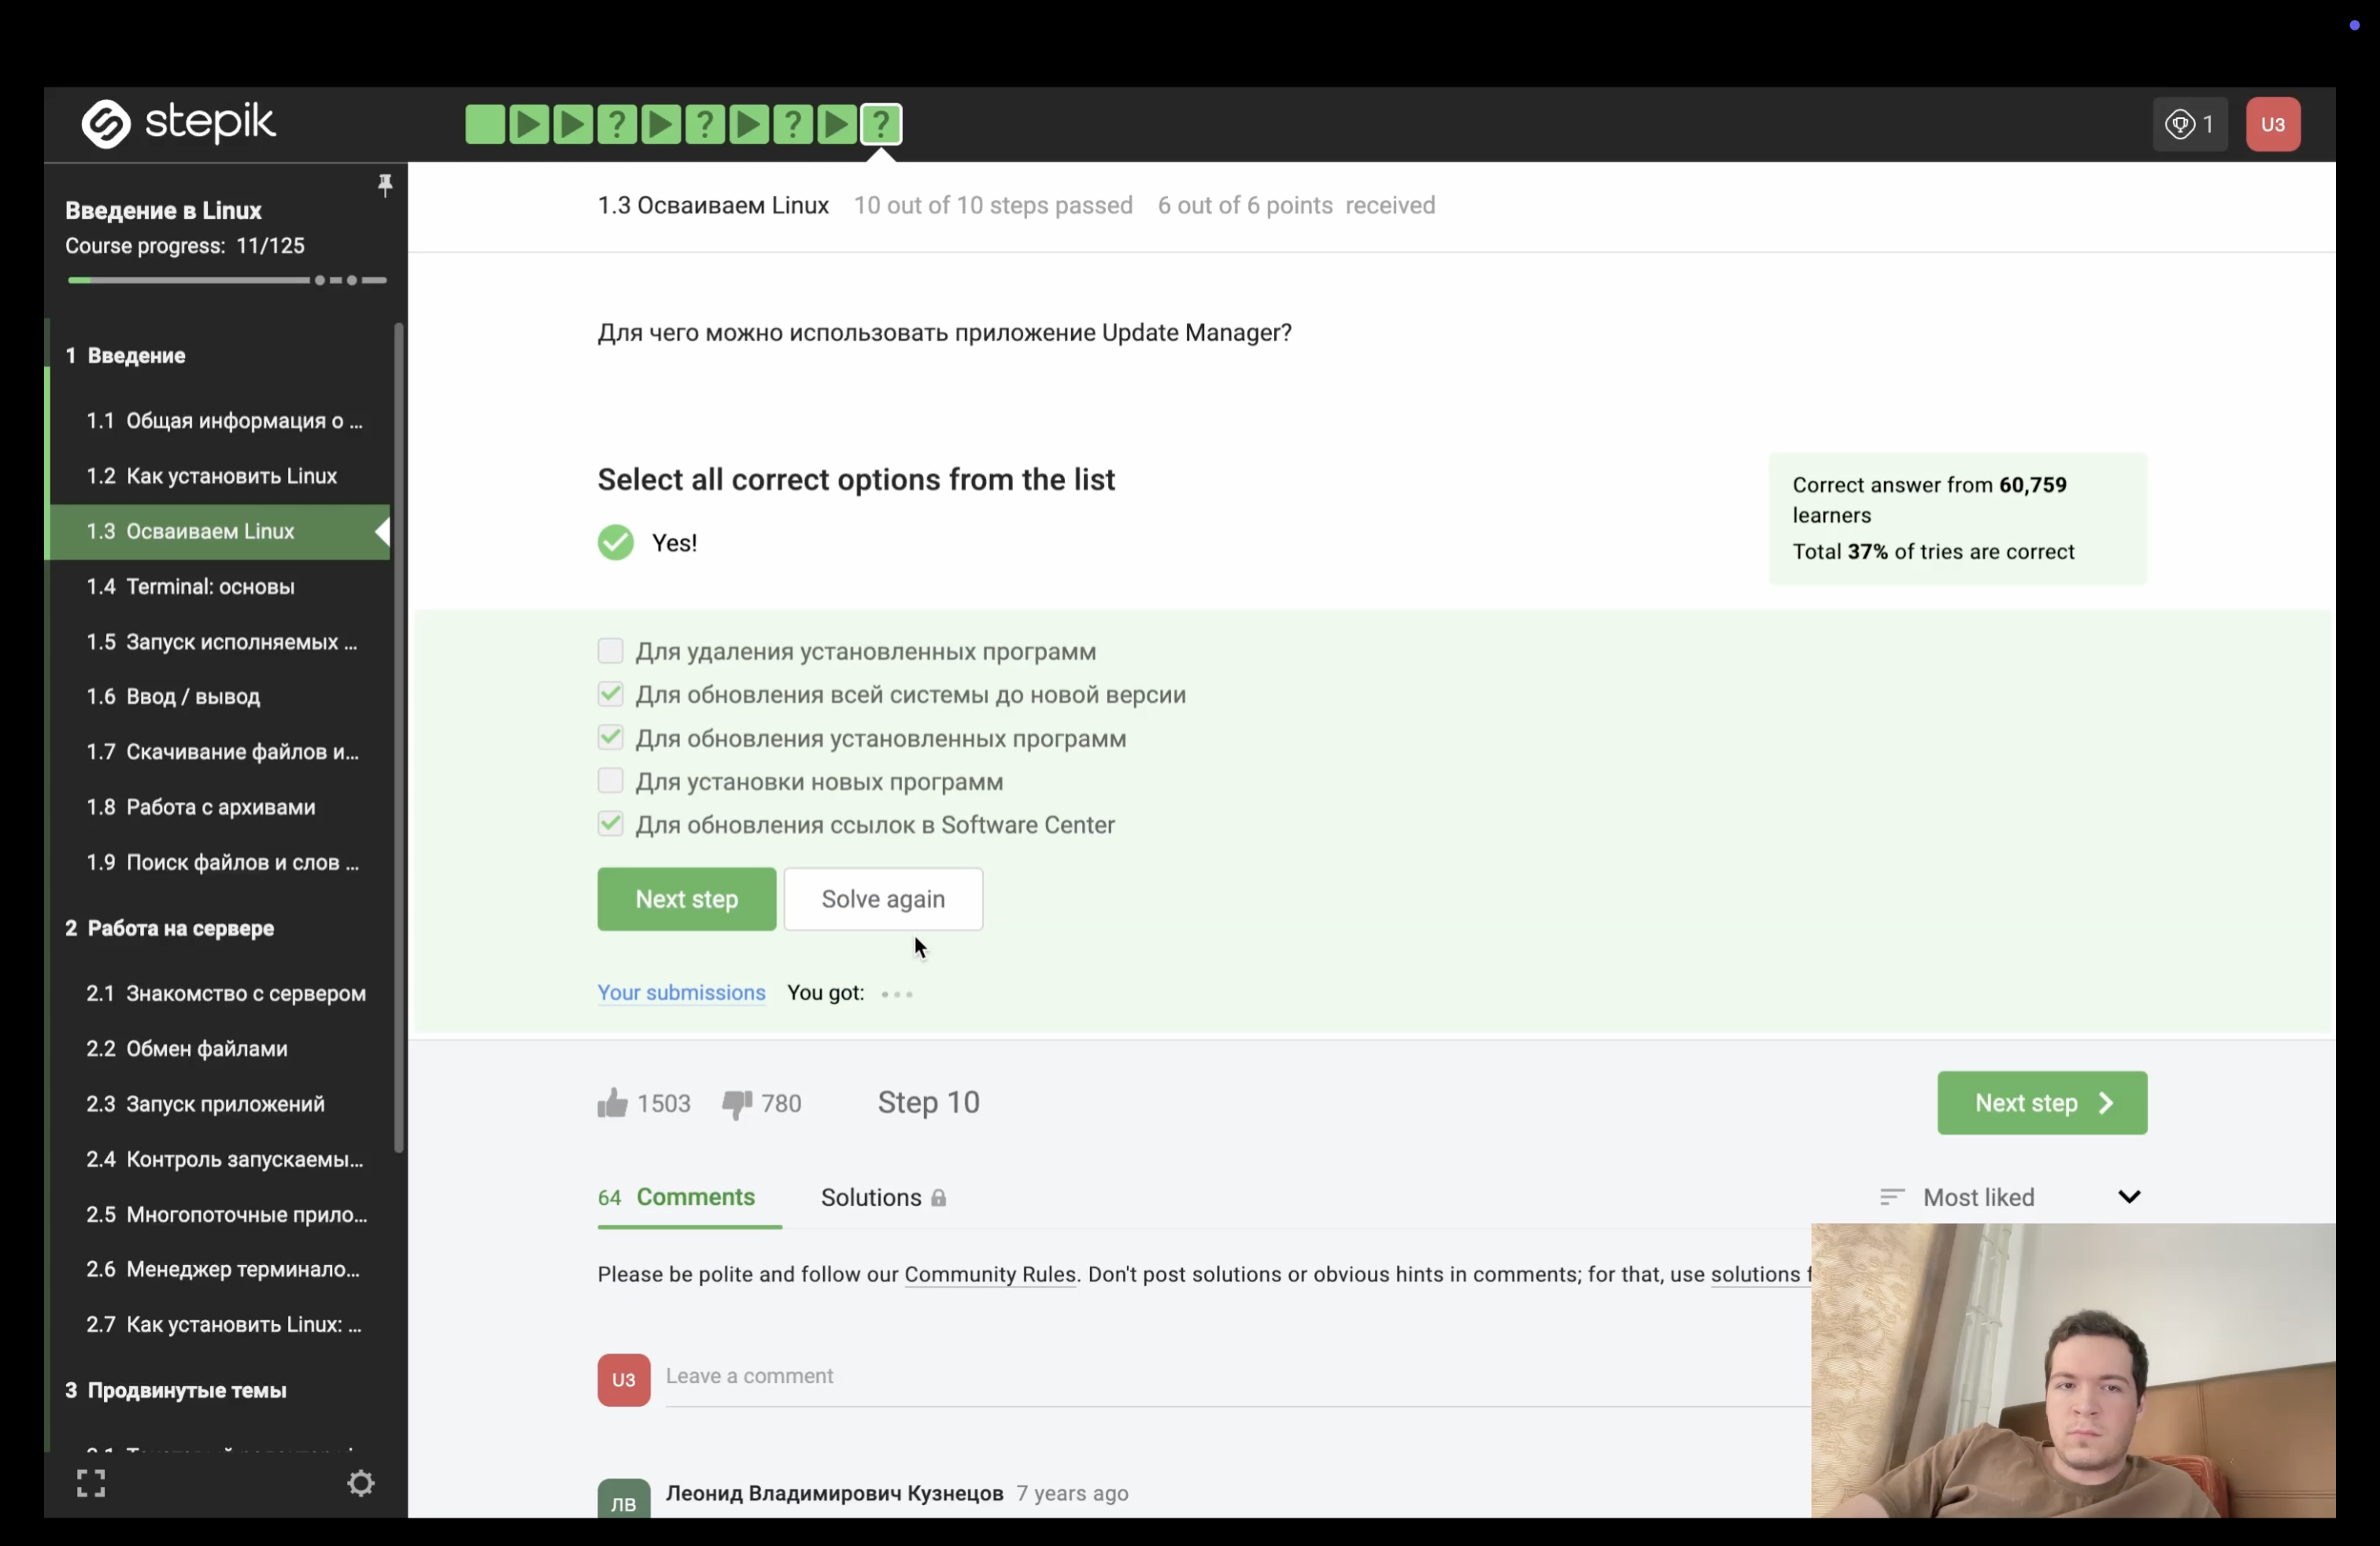 stepik
? ? ? ?
1
U3
Введение в Linux
Course progress: 11/125
1 Введение
1.1 Общая информация о ...
1.2 Как установить Linux
1.3 Осваиваем Linux
1.4 Terminal: основы
1.5 Запуск исполняемых ...
1.6 Ввод / вывод
1.7 Скачивание файлов и...
1.8 Работа с архивами
1.9 Поиск файлов и слов ...
2 Работа на сервере
2.1 Знакомство с сервером
2.2 Обмен файлами
2.3 Запуск приложений
2.4 Контроль запускаемы...
2.5 Многопоточные прило...
2.6 Менеджер терминало...
2.7 Как установить Linux: ...
3 Продвинутые темы
1.3 Осваиваем Linux 10 out of 10 steps passed 6 out of 6 points received
Для чего можно использовать приложение Update Manager?
Select all correct options from the list
Yes!
Correct answer from 60,759
learners
Total 37% of tries are correct
Для удаления установленных программ
Для обновления всей системы до новой версии
Для обновления установленных программ
Для установки новых программ
Для обновления ссылок в Software Center
Next step Solve again
Your submissions You got:
1503 780 Step 10 Next step
64 Comments Solutions Most liked
Please be polite and follow our Community Rules. Don't post solutions or obvious hints in comments; for that, use solutions f
U3 Leave a comment
ЛВ Леонид Владимирович Кузнецов 7 years ago